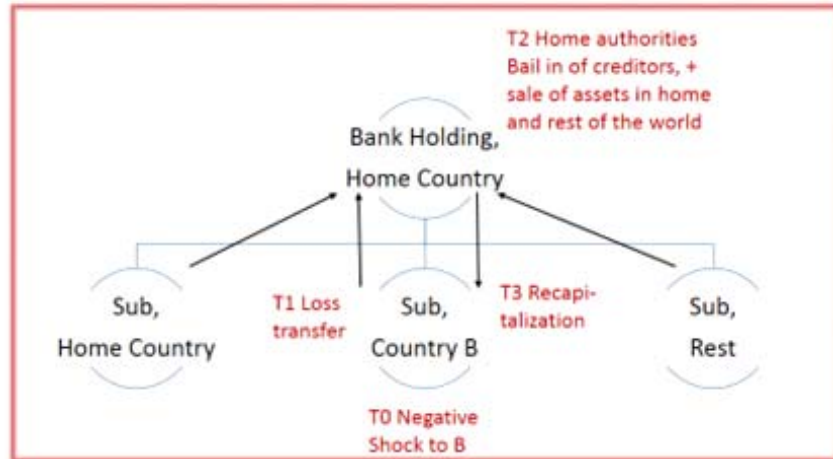 T2 Home authorities
Bail in of creditors, +
sale of assets in home
and rest of the world
Bank Holding,
Home Country
Sub,
Home Country
T1 Loss
transfer
Sub,
Country B
T3 Recapi-
talization
Sub,
Rest
T0 Negative
Shock to B